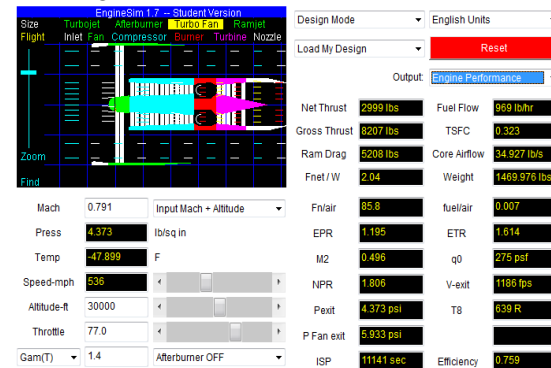 EngineSim 1.7 -- Student Version
Size Turbojet Afterburner Turbo Fan Ramjet
Flight Inlet Fan Compressor Burner Turbine Nozzle
Zoom
Find
Design Mode English Units
Load My Design Reset
Output: Engine Performance
Net Thrust 2999 lbs Fuel Flow 969 lb/hr
Gross Thrust 8207 lbs TSFC 0.323
Ram Drag 5208 lbs Core Airflow 34.927 lb/s
Fnet / W 2.04 Weight 1469.976 lbs
Mach 0.791 Input Mach + Altitude Fn/air 85.8 fuel/air 0.007
Press 4.373 lb/sq in EPR 1.195 ETR 1.614
Temp -47.899 F M2 0.496 q0 275 psf
Speed-mph 536 NPR 1.806 V-exit 1186 fps
Altitude-ft 30000 Pexit 4.373 psi T8 639 R
Throttle 77.0 P Fan exit 5.933 psi
Gam(T) 1.4 Afterburner OFF ISP 11141 sec Efficiency 0.759